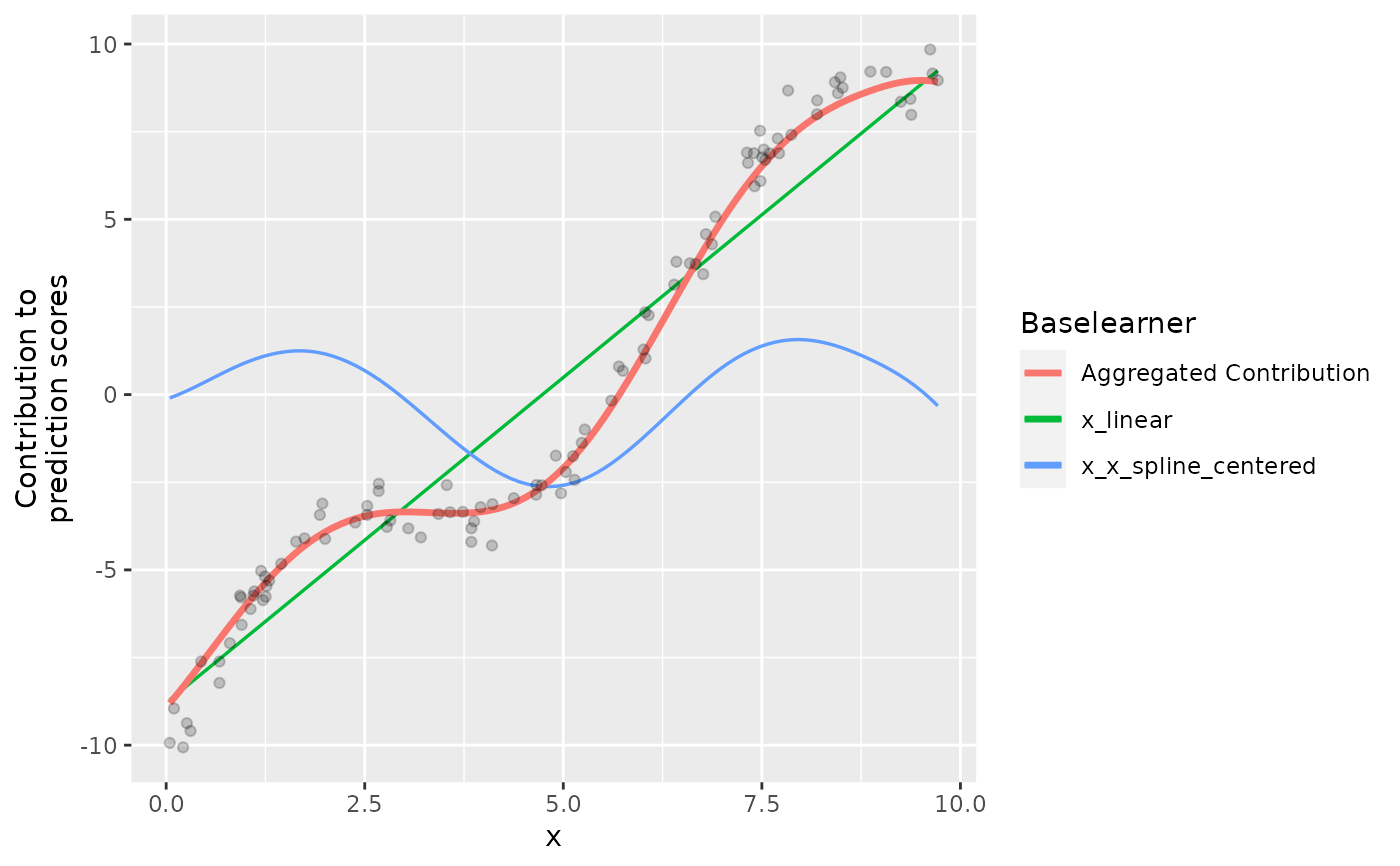 10
5
0
-5
-10
Contribution to
prediction scores
0.0
2.5
5.0
7.5
10.0
x
Baselearner
Aggregated Contribution
x_linear
x_x_spline_centered